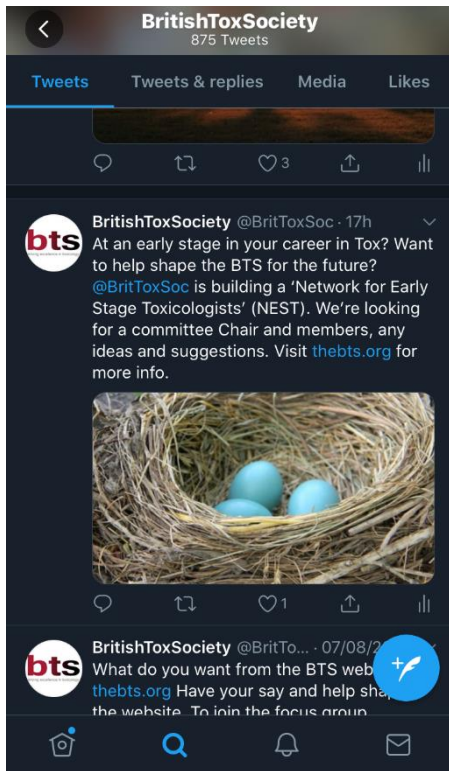 BritishToxSociety
875 Tweets
Tweets Tweets & replies Media Likes
3
BritishToxSociety @BritToxSoc · 17h
bts
At an early stage in your career in Tox? Want
to help shape the BTS for the future?
@BritToxSoc is building a ‘Network for Early
Stage Toxicologists’ (NEST). We’re looking
for a committee Chair and members, any
ideas and suggestions. Visit thebts.org for
more info.
1
BritishToxSociety @BritTo... · 07/08/2
bts
What do you want from the BTS web
thebts.org Have your say and help sha
the website. To join the focus group